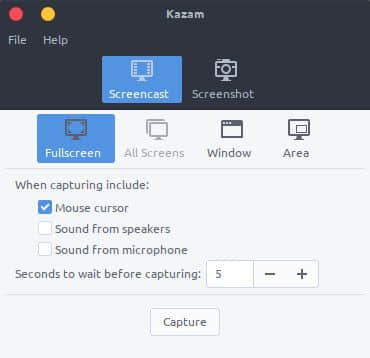 Kazam
File Help
Screencast Screenshot
Fullscreen All Screens Window Area
When capturing include:
Mouse cursor
Sound from speakers
Sound from microphone
Seconds to wait before capturing: 5 − +
Capture